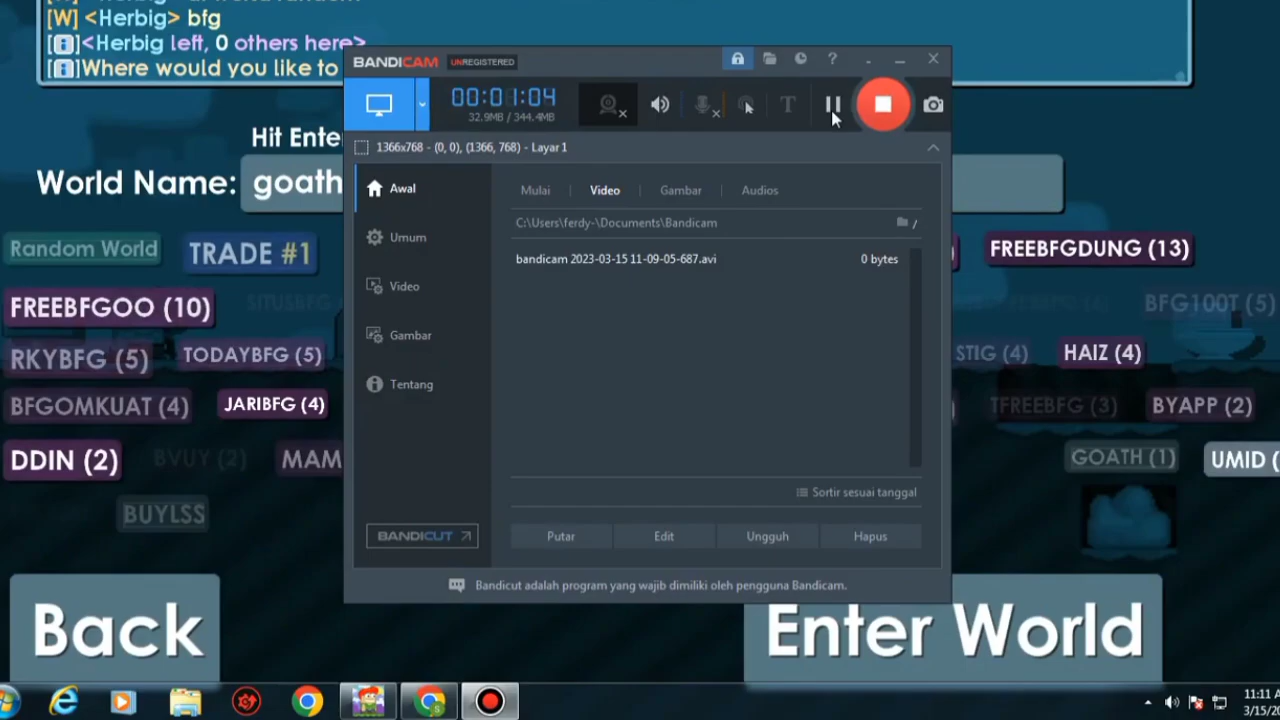 [W] <Herbig> bfg
[i]<Herbig left, 0 others here>
[i]Where would you like to
Hit Ente
World Name: goath
Random World
TRADE #1
FREEBFGDUNG (13)
FREEBFGOO (10)
SITUSBFG
BFG100T (5)
RKYBFG (5)
TODAYBFG (5)
STIG (4)
HAIZ (4)
BFGOMKUAT (4)
JARIBFG (4)
TFREEBFG (3)
BYAPP (2)
DDIN (2)
BVUY (2)
MAM
GOATH (1)
UMID (
BUYLSS
Back
Enter World
BANDICAM UNREGISTERED
00:01:04
32.9MB / 344.4MB
1366x768 - (0, 0), (1366, 768) - Layar 1
Awal
Umum
Video
Gambar
Tentang
BANDICUT
Mulai
Video
Gambar
Audios
C:\Users\ferdy-\Documents\Bandicam
bandicam 2023-03-15 11-09-05-687.avi 0 bytes
Sortir sesuai tanggal
Putar
Edit
Ungguh
Hapus
Bandicut adalah program yang wajib dimiliki oleh pengguna Bandicam.
11:11 A
3/15/20